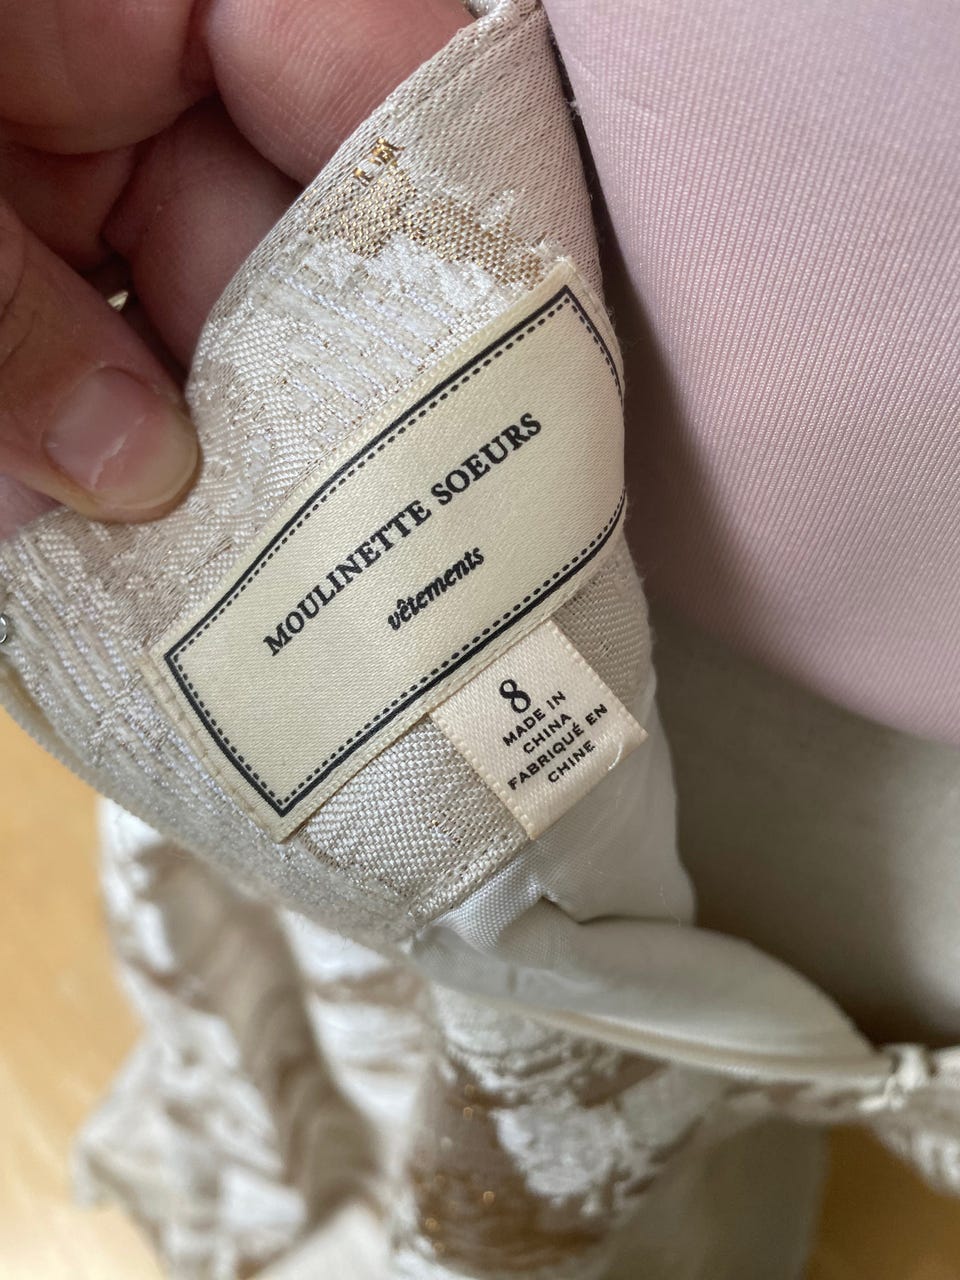 MOULINETTE SOEURS
vêtements
8
MADE IN
CHINA
FABRIQUÉ EN
CHINE